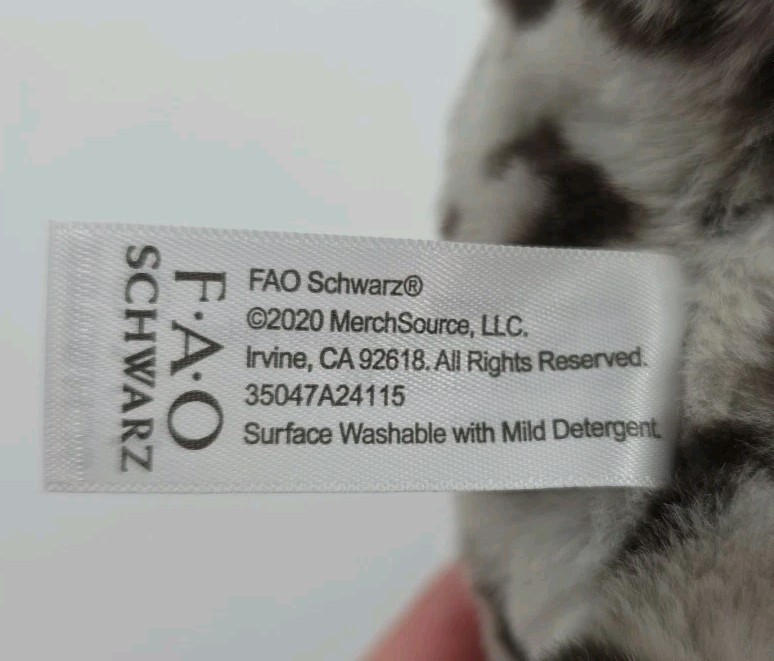 F·A·O
SCHWARZ
FAO Schwarz®
©2020 MerchSource, LLC.
Irvine, CA 92618. All Rights Reserved.
35047A24115
Surface Washable with Mild Detergent.